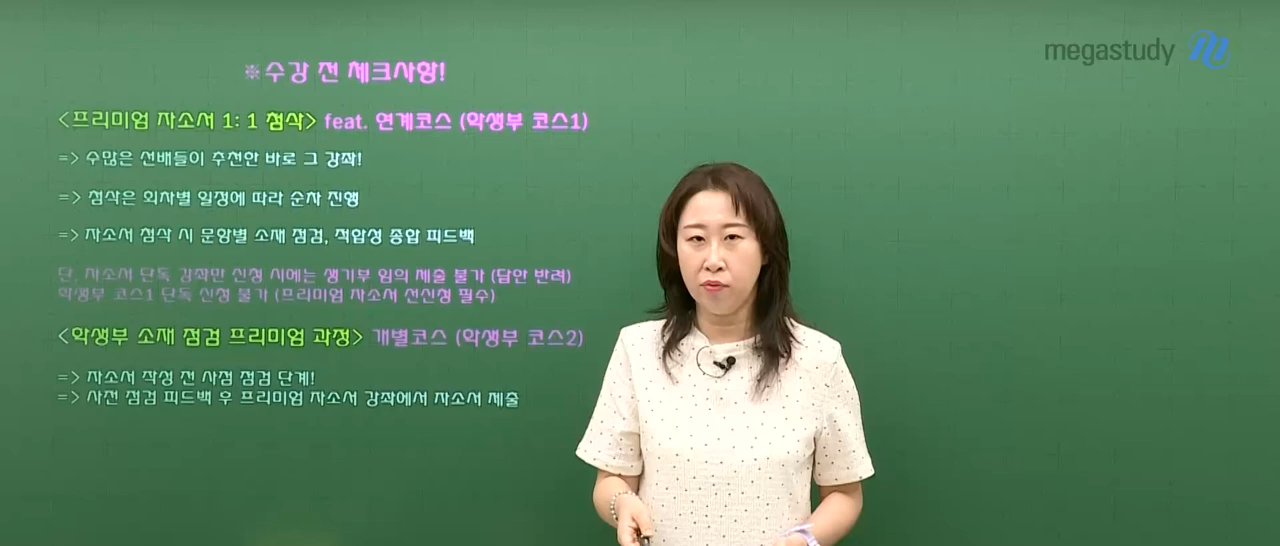 megastudy
※수강 전 체크사항!
<프리미엄 자소서 1:1 첨삭> feat. 연계코스 (학생부 코스1)
=> 수많은 선배들이 추천한 바로 그 강좌!
=> 첨삭은 회차별 일정에 따라 순차 진행
=> 자소서 첨삭 시 문항별 소재 점검, 적합성 종합 피드백
단, 자소서 단독 강좌만 신청 시에는 생기부 임의 제출 불가 (답안 반려)
학생부 코스1 단독 신청 불가 (프리미엄 자소서 선신청 필수)
<학생부 소재 점검 프리미엄 과정> 개별코스 (학생부 코스2)
=> 자소서 작성 전 사전 점검 단계!
=> 사전 점검 피드백 후 프리미엄 자소서 강좌에서 자소서 제출